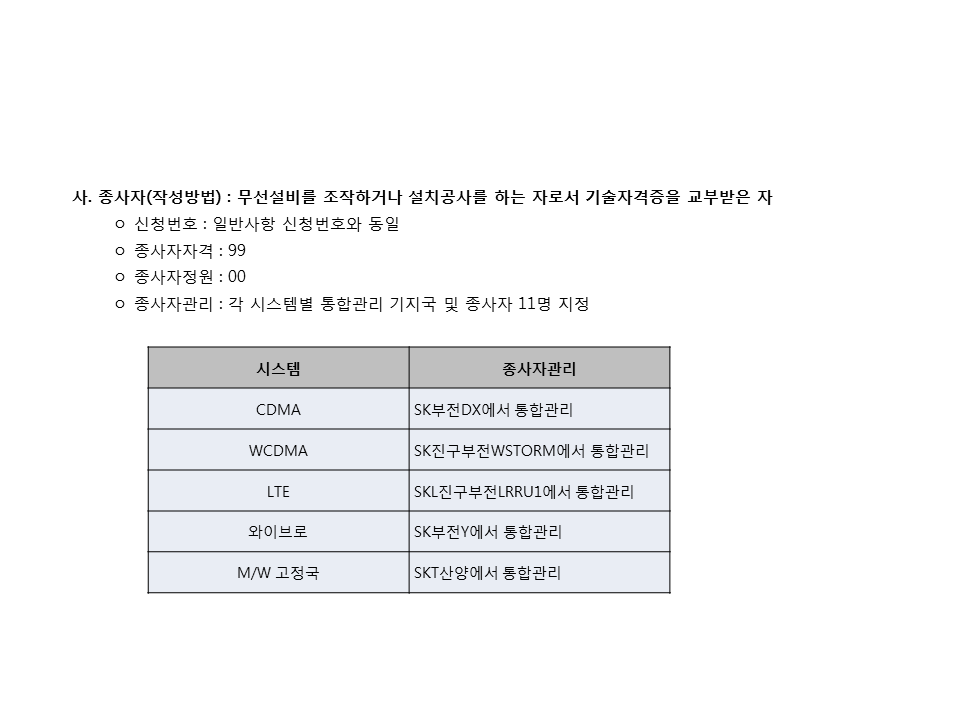 사. 종사자(작성방법) : 무선설비를 조작하거나 설치공사를 하는 자로서 기술자격증을 교부받은 자
○ 신청번호 : 일반사항 신청번호와 동일
○ 종사자자격 : 99
○ 종사자정원 : 00
○ 종사자관리 : 각 시스템별 통합관리 기지국 및 종사자 11명 지정
시스템 종사자관리
CDMA SK부전DX에서 통합관리
WCDMA SK진구부전WSTORM에서 통합관리
LTE SKL진구부전LRRU1에서 통합관리
와이브로 SK부전Y에서 통합관리
M/W 고정국 SKT산양에서 통합관리